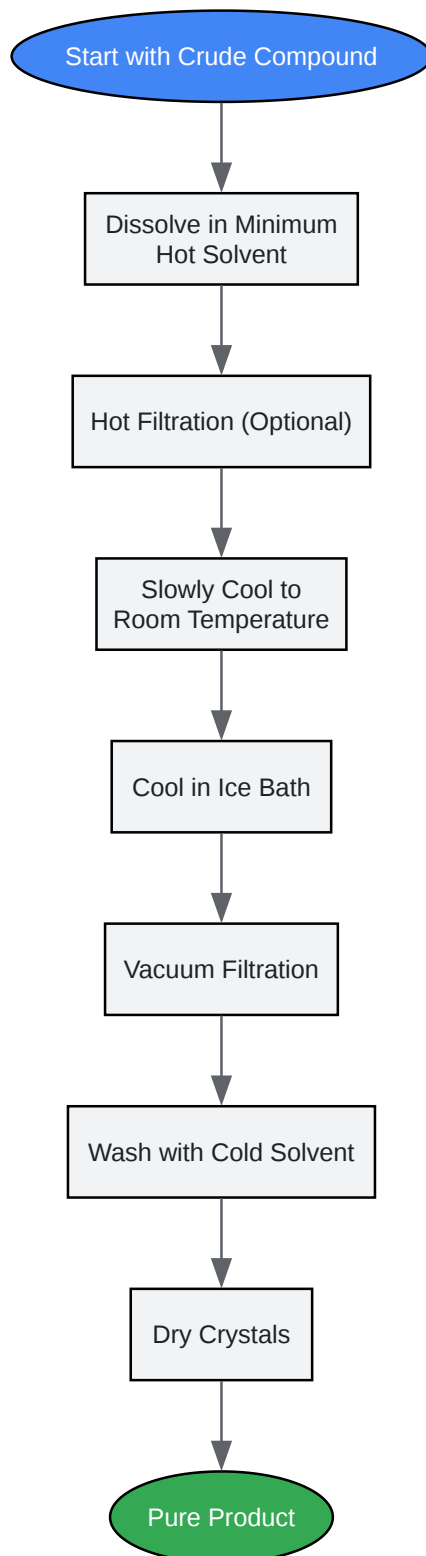 Start with Crude Compound
Dissolve in Minimum
Hot Solvent
Hot Filtration (Optional)
Slowly Cool to
Room Temperature
Cool in Ice Bath
Vacuum Filtration
Wash with Cold Solvent
Dry Crystals
Pure Product